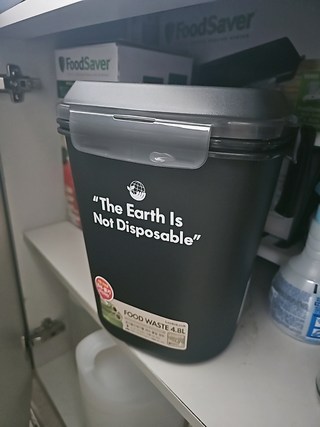 FoodSaver
FoodSaver
"The Earth Is
Not Disposable"
FOOD WASTE 4.8L